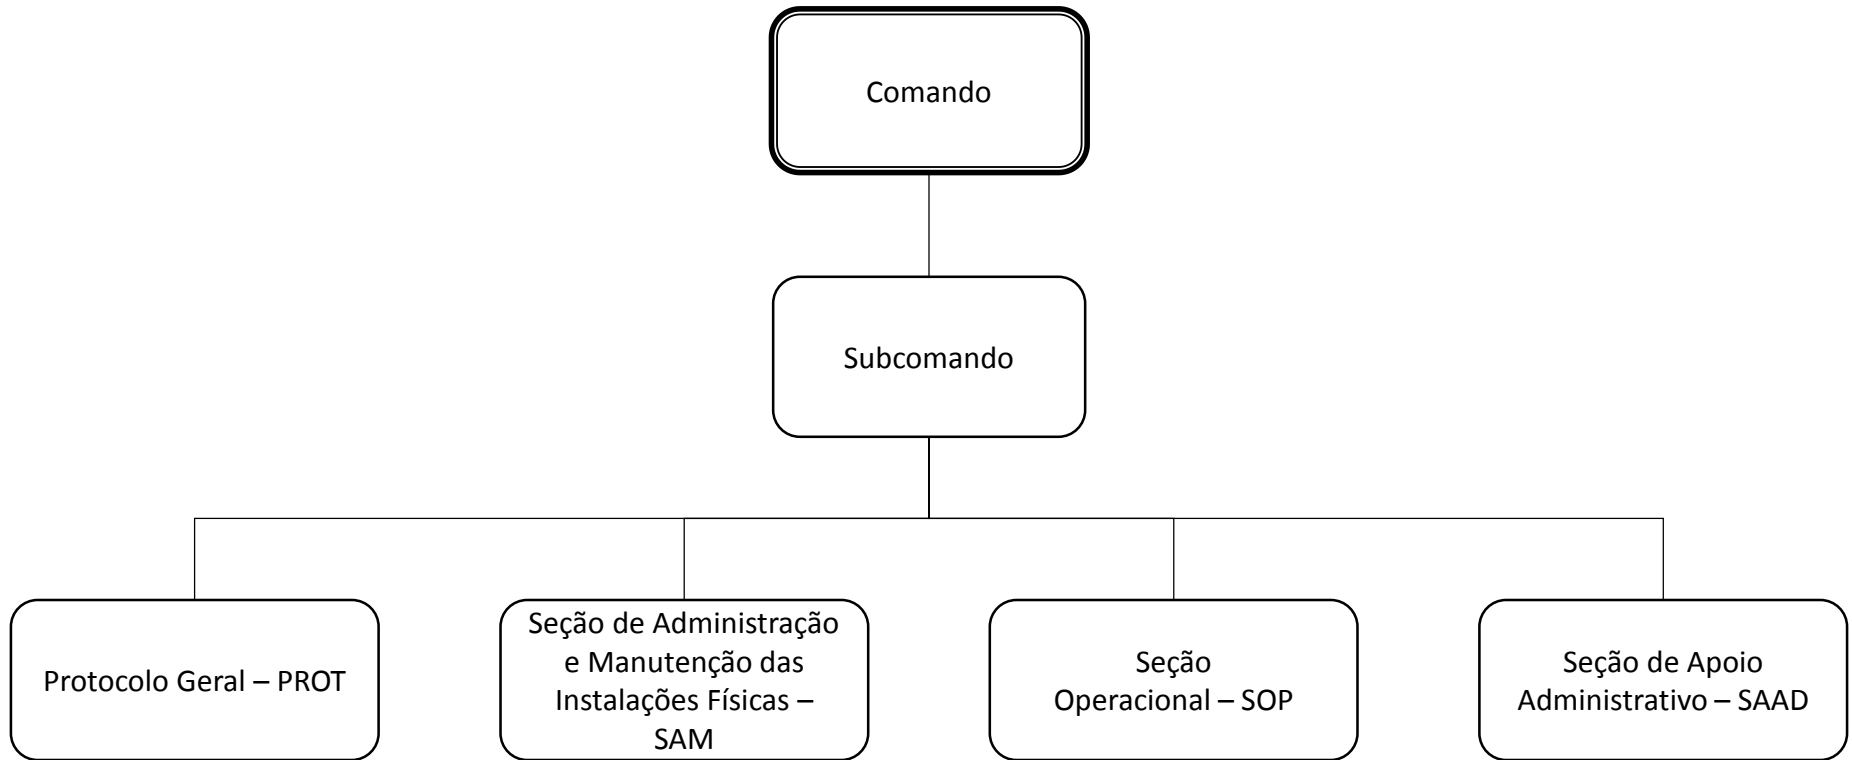 Comando
Subcomando
Protocolo Geral – PROT
Seção de Administração
e Manutenção das
Instalações Físicas –
SAM
Seção
Operacional – SOP
Seção de Apoio
Administrativo – SAAD